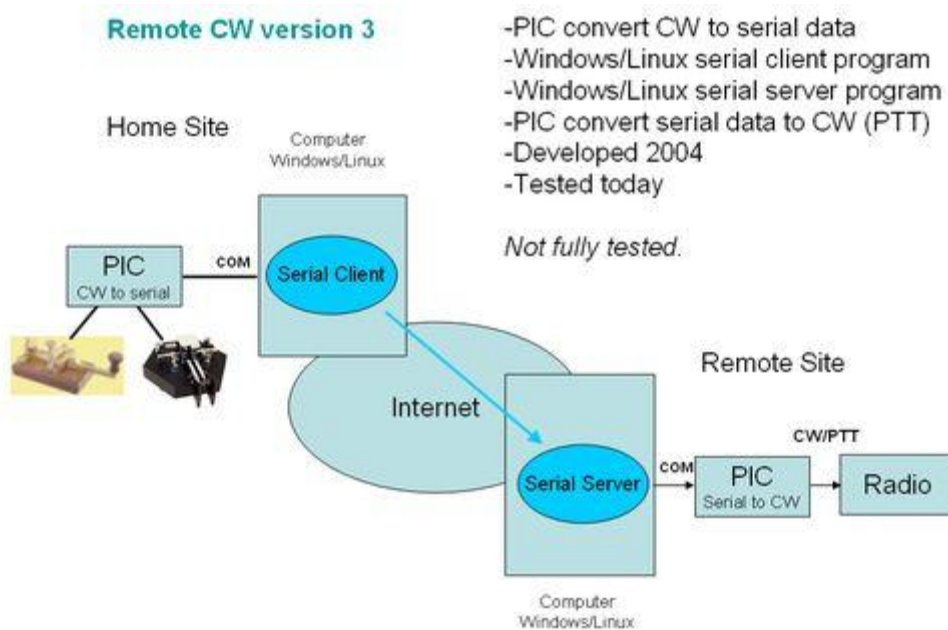 Remote CW version 3
-PIC convert CW to serial data
-Windows/Linux serial client program
-Windows/Linux serial server program
-PIC convert serial data to CW (PTT)
-Developed 2004
-Tested today
Not fully tested.
Home Site
Computer
Windows/Linux
PIC
CW to serial
COM
Serial Client
Internet
Remote Site
Serial Server
COM
PIC
Serial to CW
CW/PTT
Radio
Computer
Windows/Linux